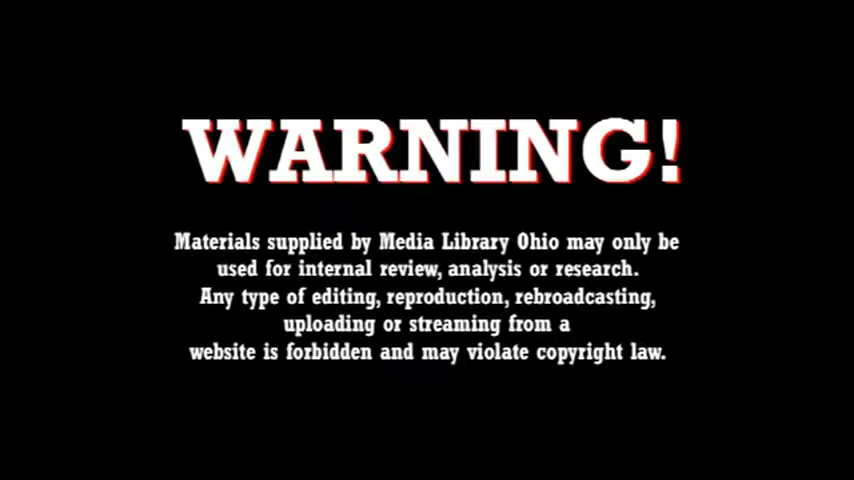 WARNING!
Materials supplied by Media Library Ohio may only be
used for internal review, analysis or research.
Any type of editing, reproduction, rebroadcasting,
uploading or streaming from a
website is forbidden and may violate copyright law.